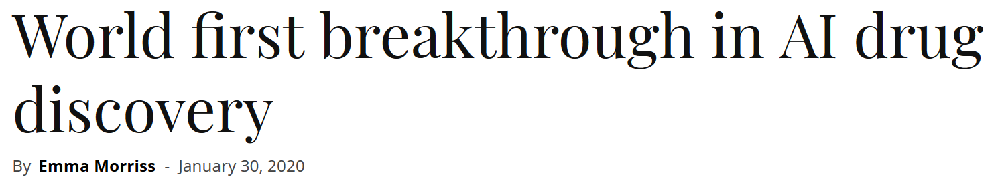 World first breakthrough in AI drug
discovery
By Emma Morriss - January 30, 2020